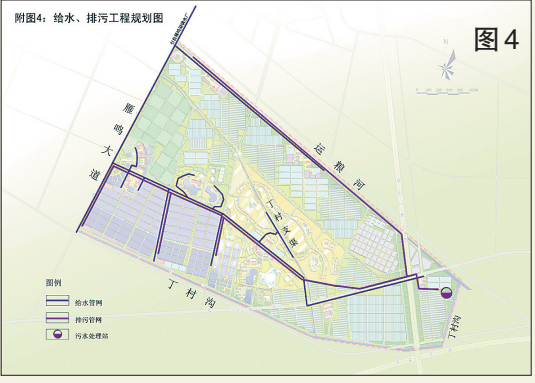 附图4：给水、排污工程规划图
图4
N
雁鸣大道
运粮河
丁村支渠
丁村沟
丁村沟
图例
给水管网
排污管网
污水处理站